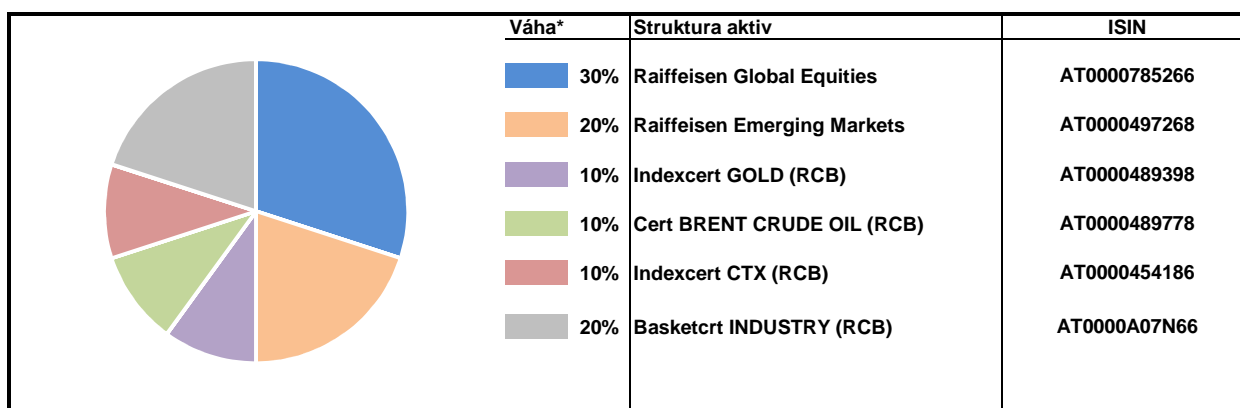 Váha* Struktura aktiv ISIN
30% Raiffeisen Global Equities AT0000785266
20% Raiffeisen Emerging Markets AT0000497268
10% Indexcert GOLD (RCB) AT0000489398
10% Cert BRENT CRUDE OIL (RCB) AT0000489778
10% Indexcert CTX (RCB) AT0000454186
20% Basketcrt INDUSTRY (RCB) AT0000A07N66